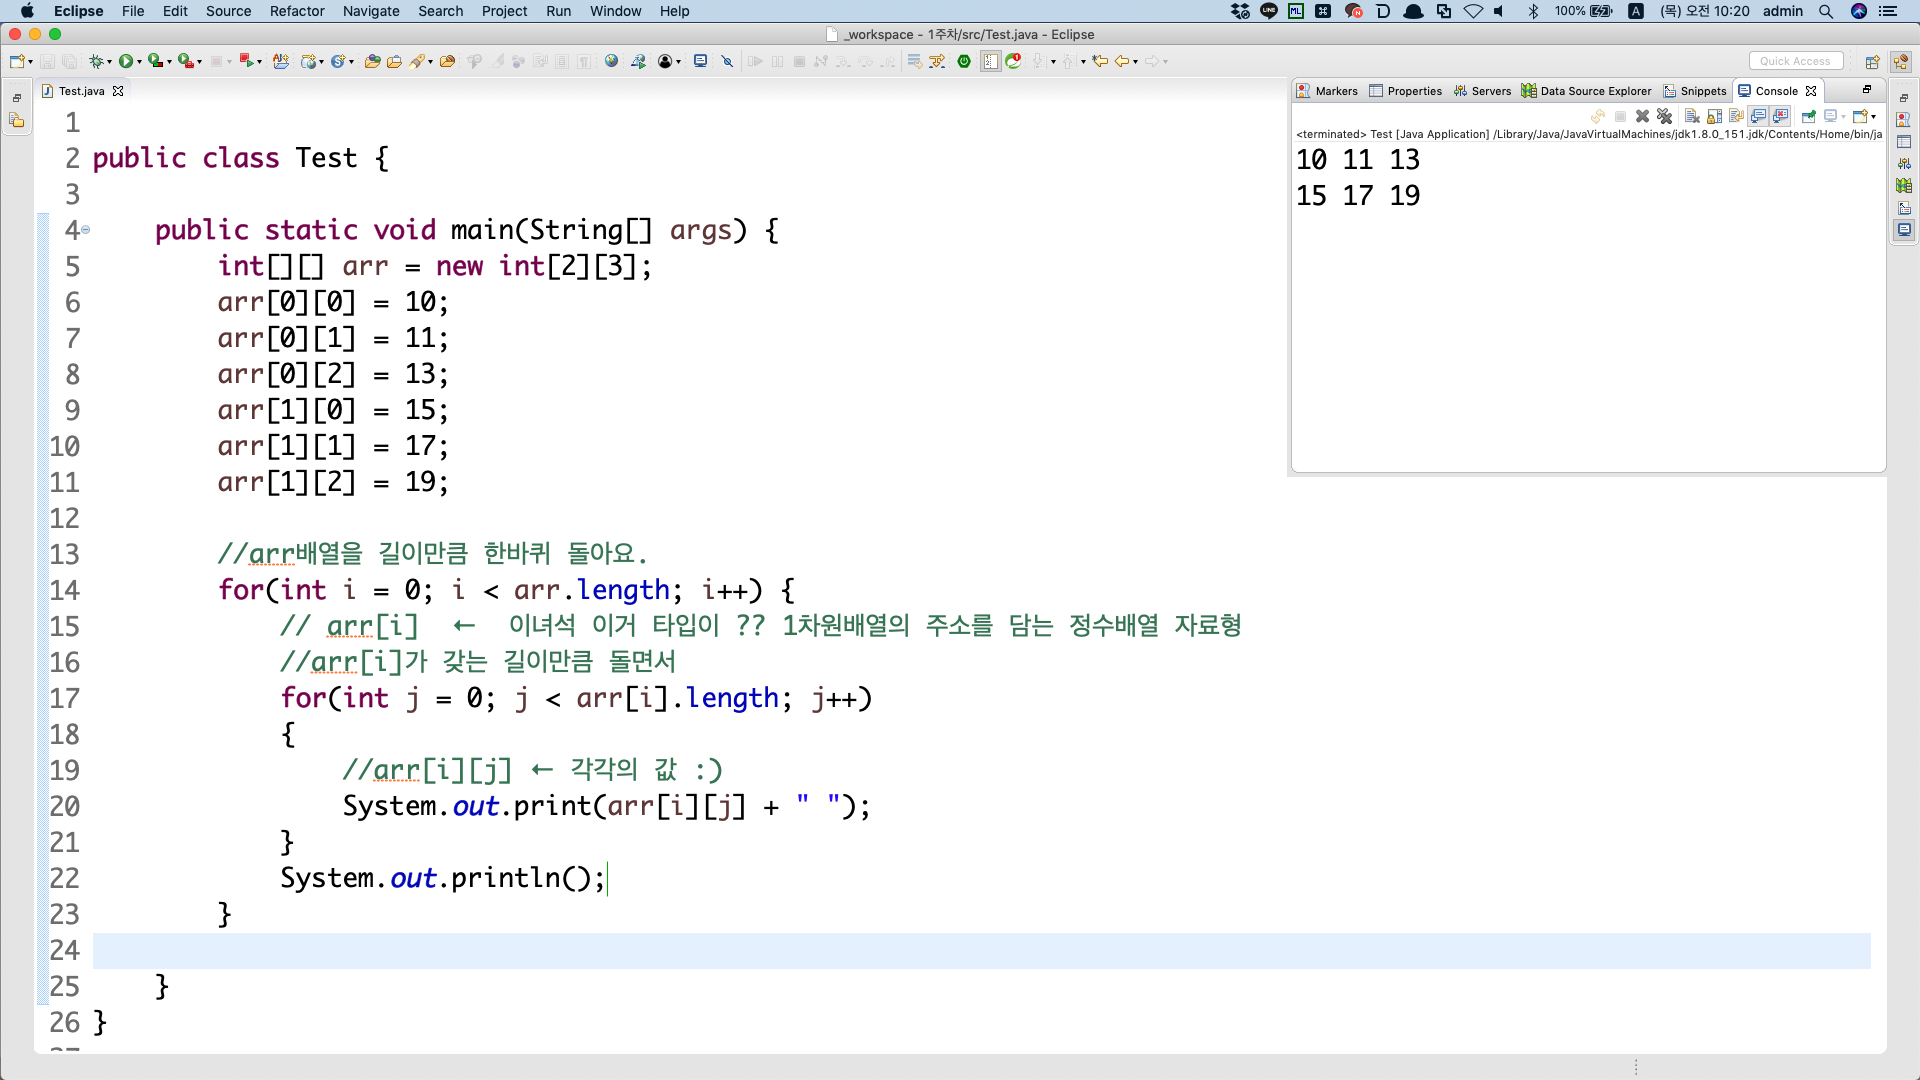 Eclipse File Edit Source Refactor Navigate Search Project Run Window Help 100% A (목) 오전 10:20 admin
_workspace - 1주차/src/Test.java - Eclipse
Quick Access
Test.java
Markers Properties Servers Data Source Explorer Snippets Console
<terminated> Test [Java Application] /Library/Java/JavaVirtualMachines/jdk1.8.0_151.jdk/Contents/Home/bin/ja
10 11 13
15 17 19
1
2 public class Test {
3
4 public static void main(String[] args) {
5 int[][] arr = new int[2][3];
6 arr[0][0] = 10;
7 arr[0][1] = 11;
8 arr[0][2] = 13;
9 arr[1][0] = 15;
10 arr[1][1] = 17;
11 arr[1][2] = 19;
12
13 //arr배열을 길이만큼 한바퀴 돌아요.
14 for(int i = 0; i < arr.length; i++) {
15 // arr[i] ← 이녀석 이거 타입이 ?? 1차원배열의 주소를 담는 정수배열 자료형
16 //arr[i]가 갖는 길이만큼 돌면서
17 for(int j = 0; j < arr[i].length; j++)
18 {
19 //arr[i][j] ← 각각의 값 :)
20 System.out.print(arr[i][j] + " ");
21 }
22 System.out.println();
23 }
24
25 }
26 }